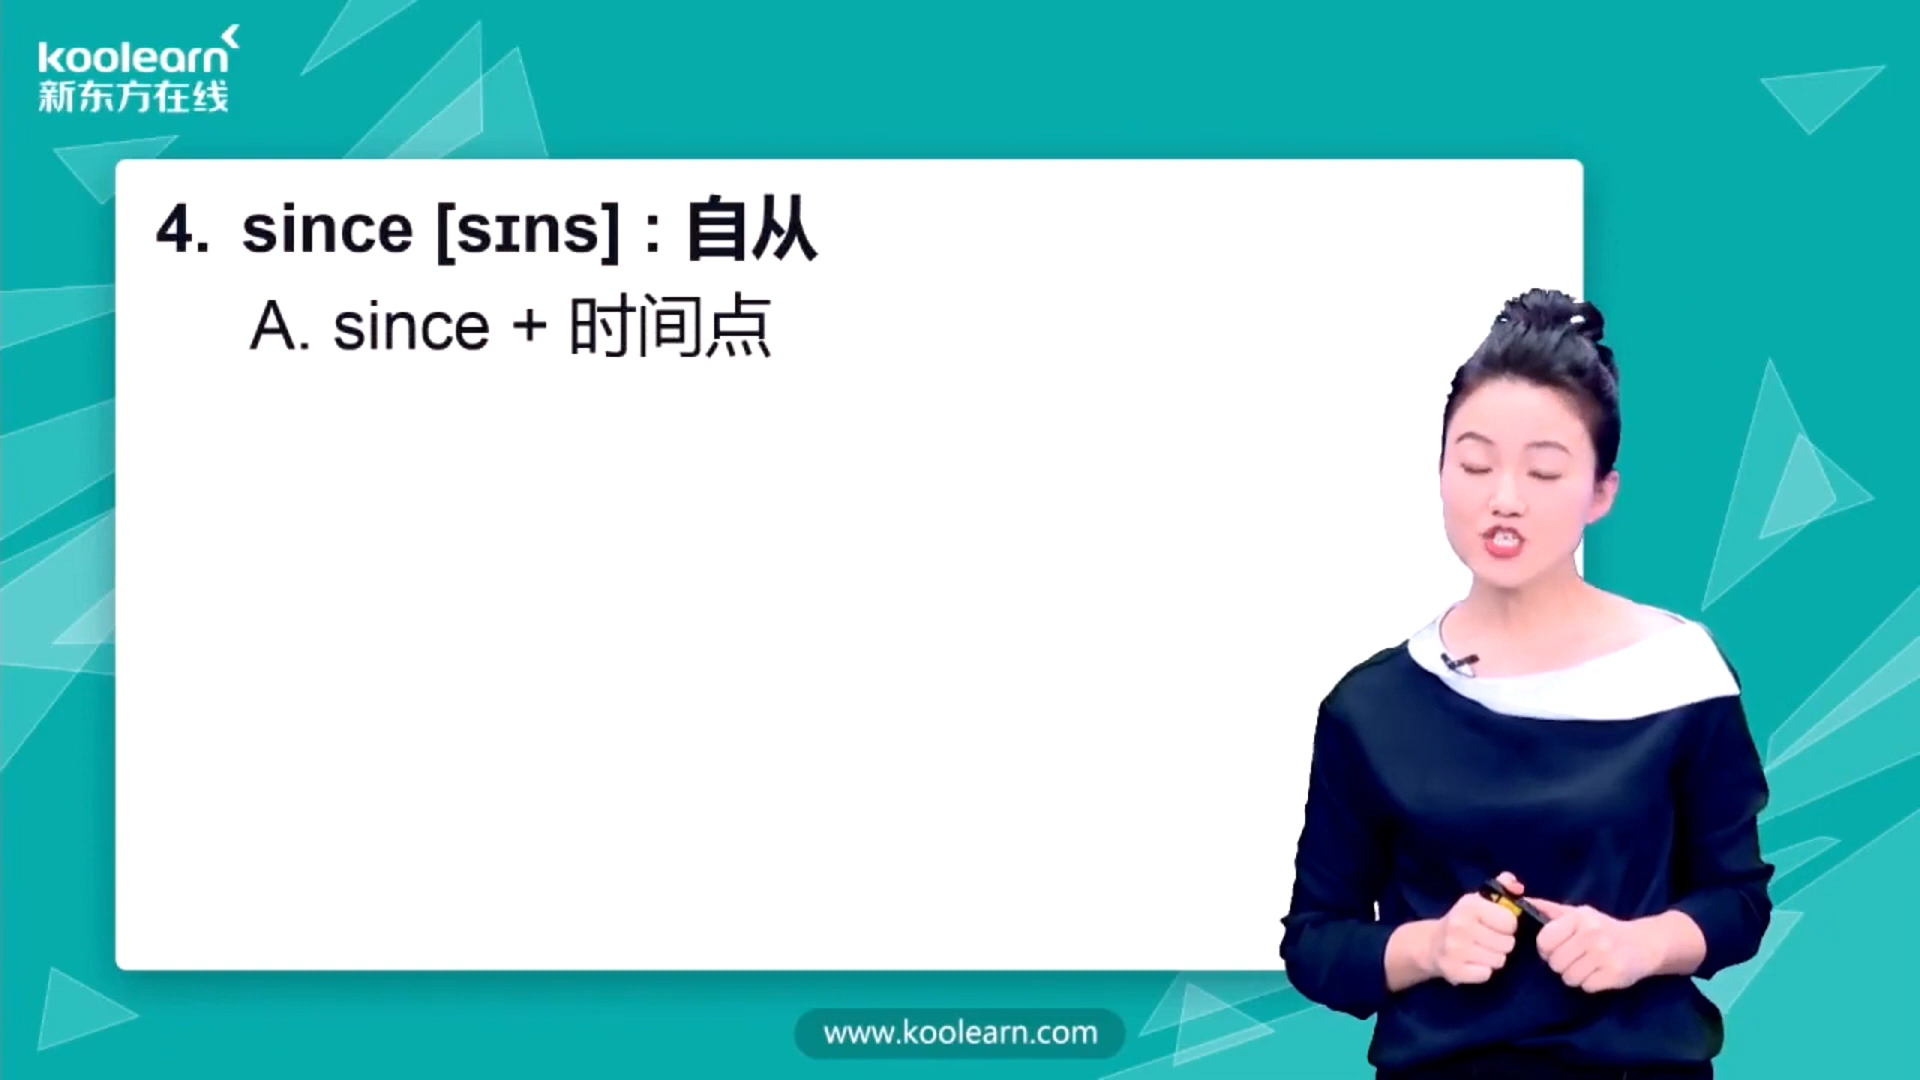 koolearn
新东方在线
4. since [sɪns] : 自从
A. since + 时间点
www.koolearn.com